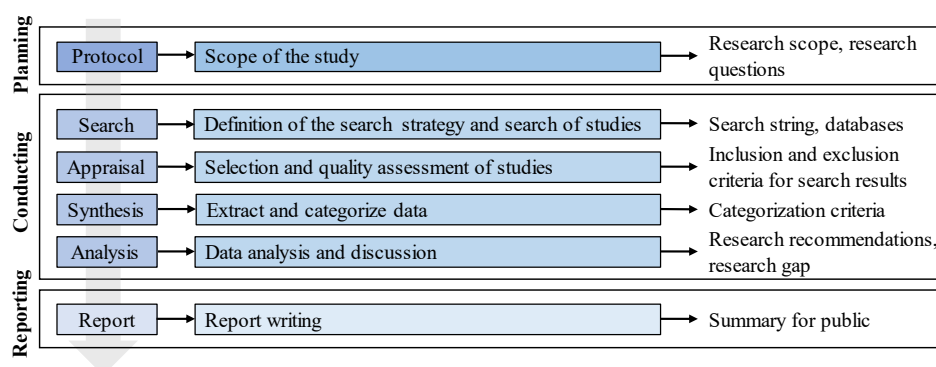 Planning
Protocol
Scope of the study
Research scope, research
questions
Conducting
Search
Definition of the search strategy and search of studies
Search string, databases
Appraisal
Selection and quality assessment of studies
Inclusion and exclusion
criteria for search results
Synthesis
Extract and categorize data
Categorization criteria
Analysis
Data analysis and discussion
Research recommendations,
research gap
Reporting
Report
Report writing
Summary for public